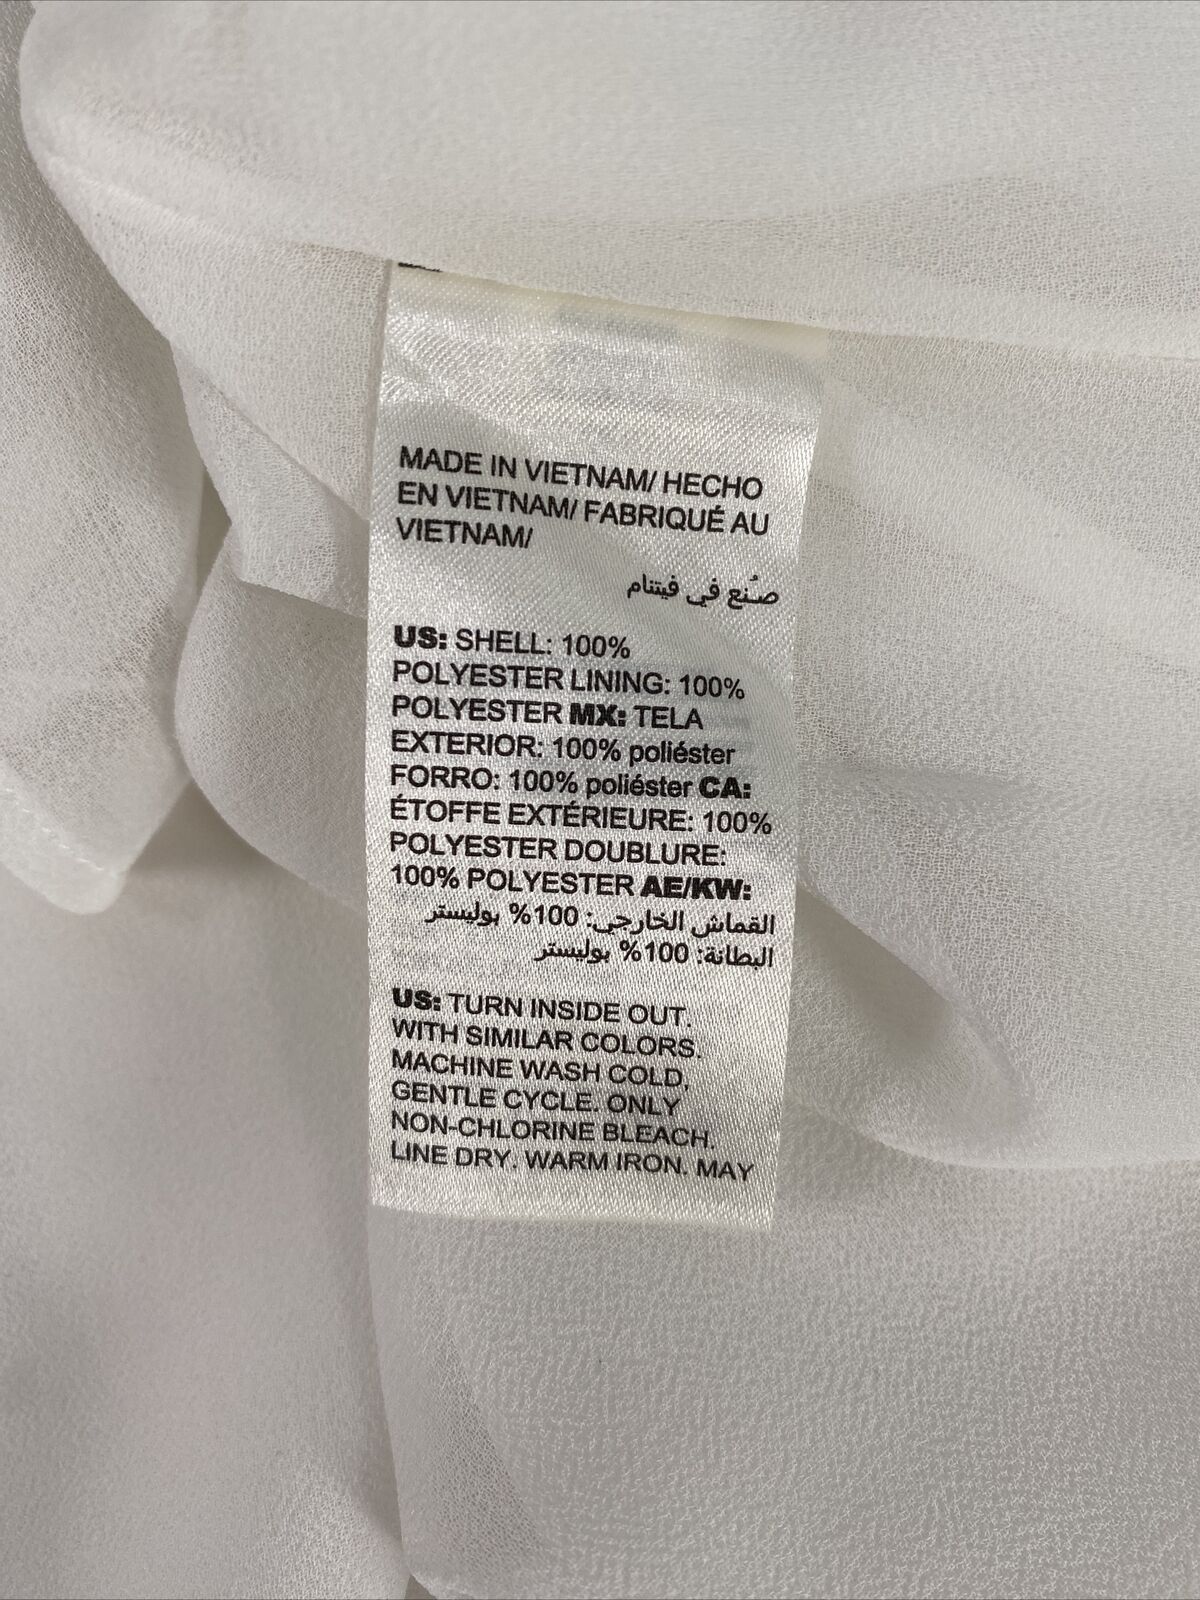 MADE IN VIETNAM/ HECHO
EN VIETNAM/ FABRIQUÉ AU
VIETNAM/
صُنع في فيتنام
US: SHELL: 100%
POLYESTER LINING: 100%
POLYESTER MX: TELA
EXTERIOR: 100% poliéster
FORRO: 100% poliéster CA:
ÉTOFFE EXTÉRIEURE: 100%
POLYESTER DOUBLURE:
100% POLYESTER AE/KW:
القماش الخارجي: 100% بوليستر
البطانة: 100% بوليستر
US: TURN INSIDE OUT.
WITH SIMILAR COLORS.
MACHINE WASH COLD,
GENTLE CYCLE. ONLY
NON-CHLORINE BLEACH.
LINE DRY. WARM IRON. MAY